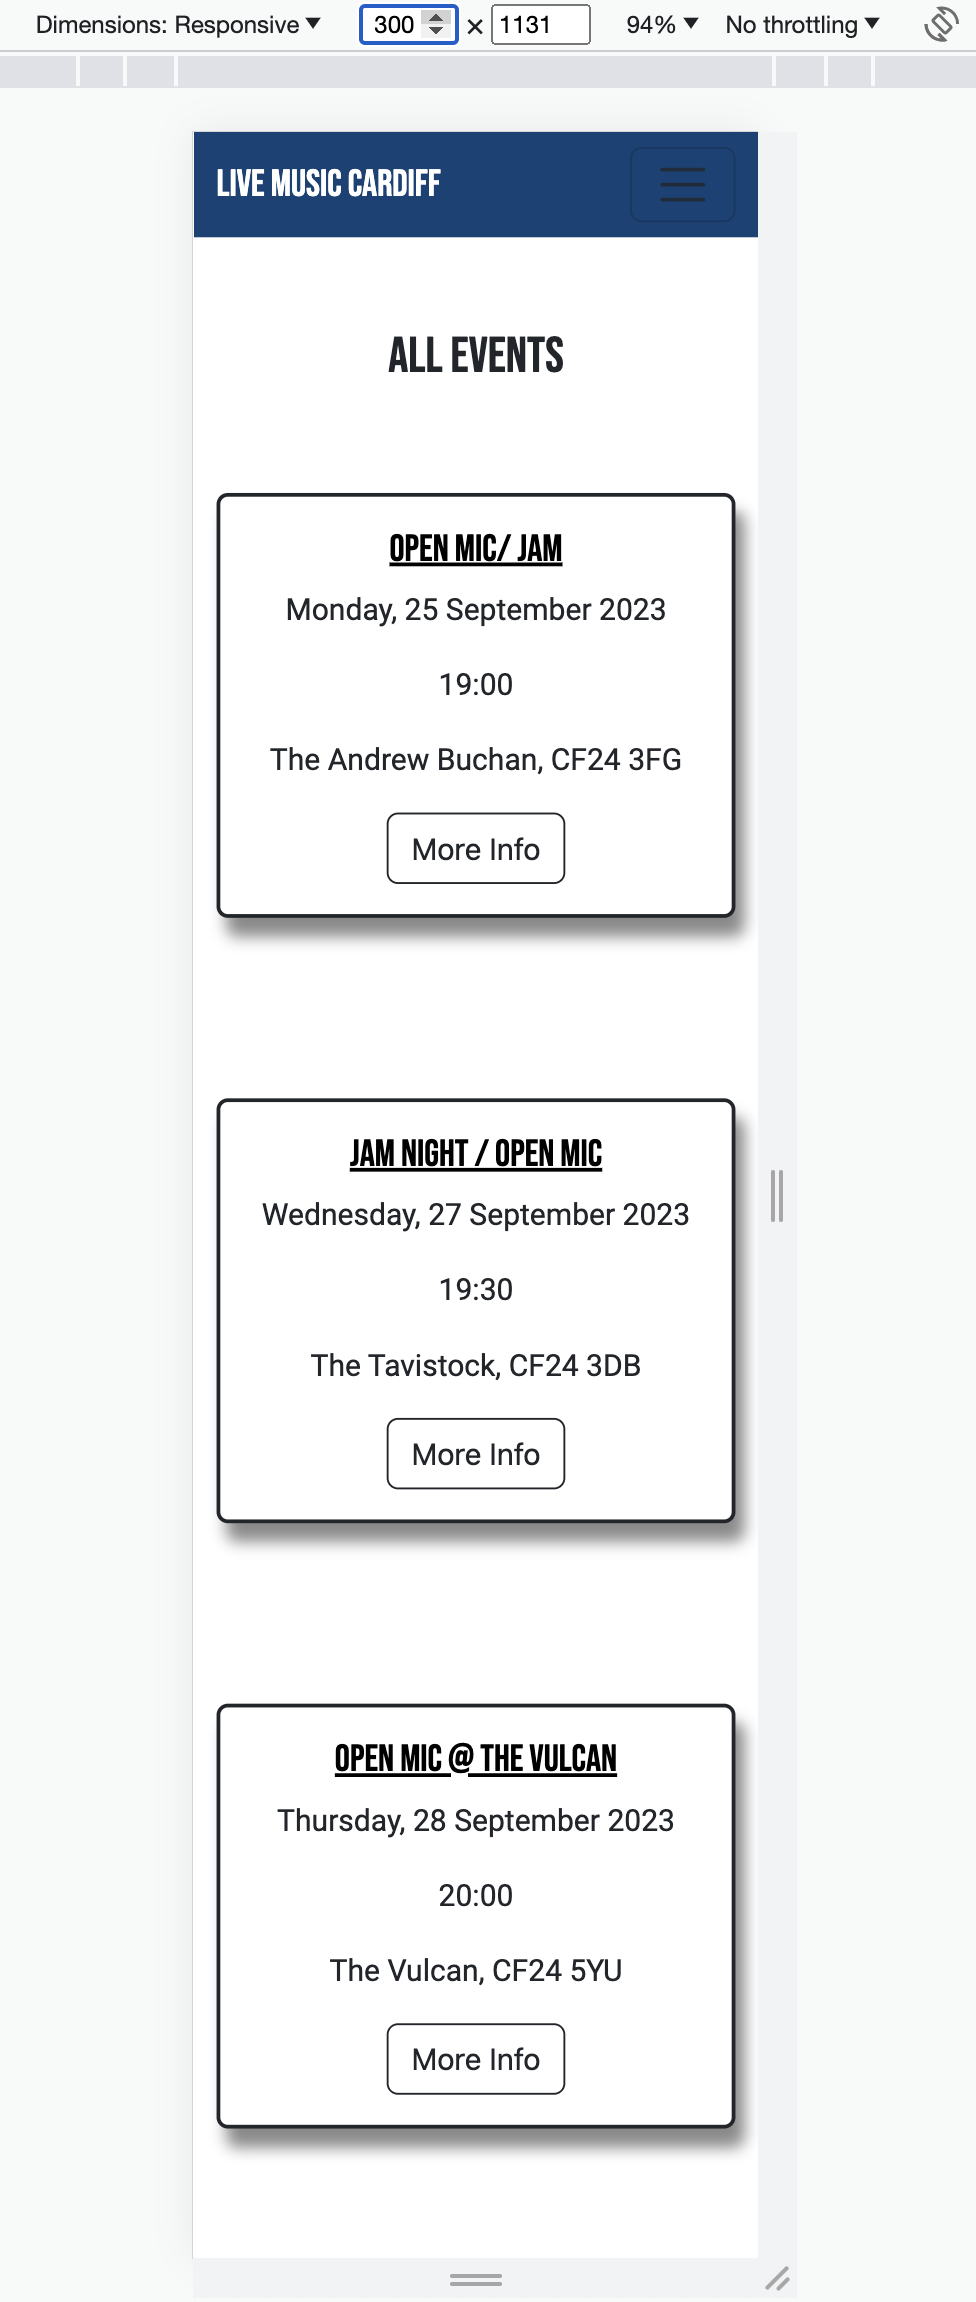 Dimensions: Responsive ▼ 300 × 1131 94% ▼ No throttling ▼
LIVE MUSIC CARDIFF
ALL EVENTS
OPEN MIC/ JAM
Monday, 25 September 2023
19:00
The Andrew Buchan, CF24 3FG
More Info
JAM NIGHT / OPEN MIC
Wednesday, 27 September 2023
19:30
The Tavistock, CF24 3DB
More Info
OPEN MIC @ THE VULCAN
Thursday, 28 September 2023
20:00
The Vulcan, CF24 5YU
More Info